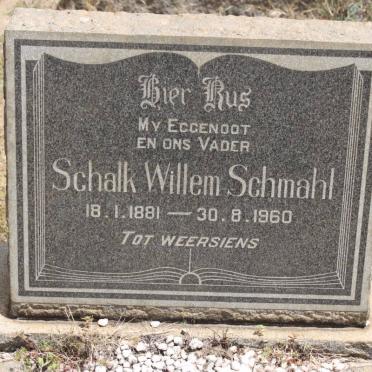 Hier Rus
MY EGGENOOT
EN ONS VADER
Schalk Willem Schmahl
18.1.1881 — 30.8.1960
TOT WEERSIENS